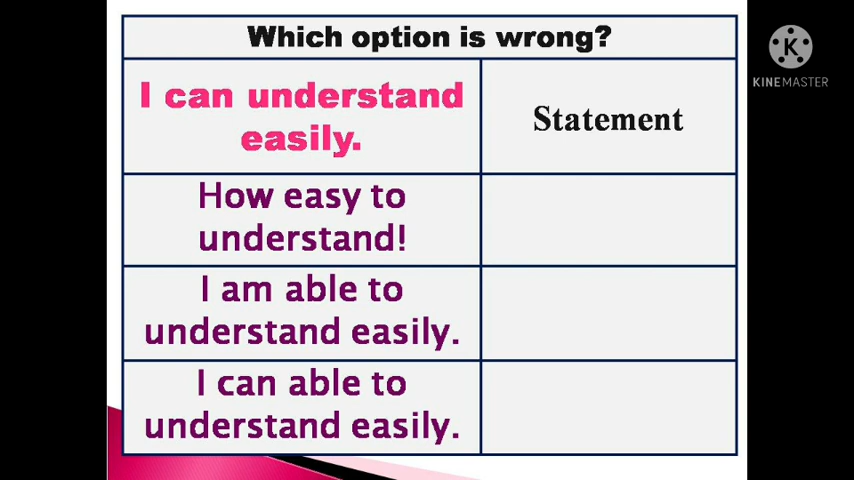 Which option is wrong?
K
KINEMASTER
I can understand
easily.
Statement
How easy to
understand!
I am able to
understand easily.
I can able to
understand easily.